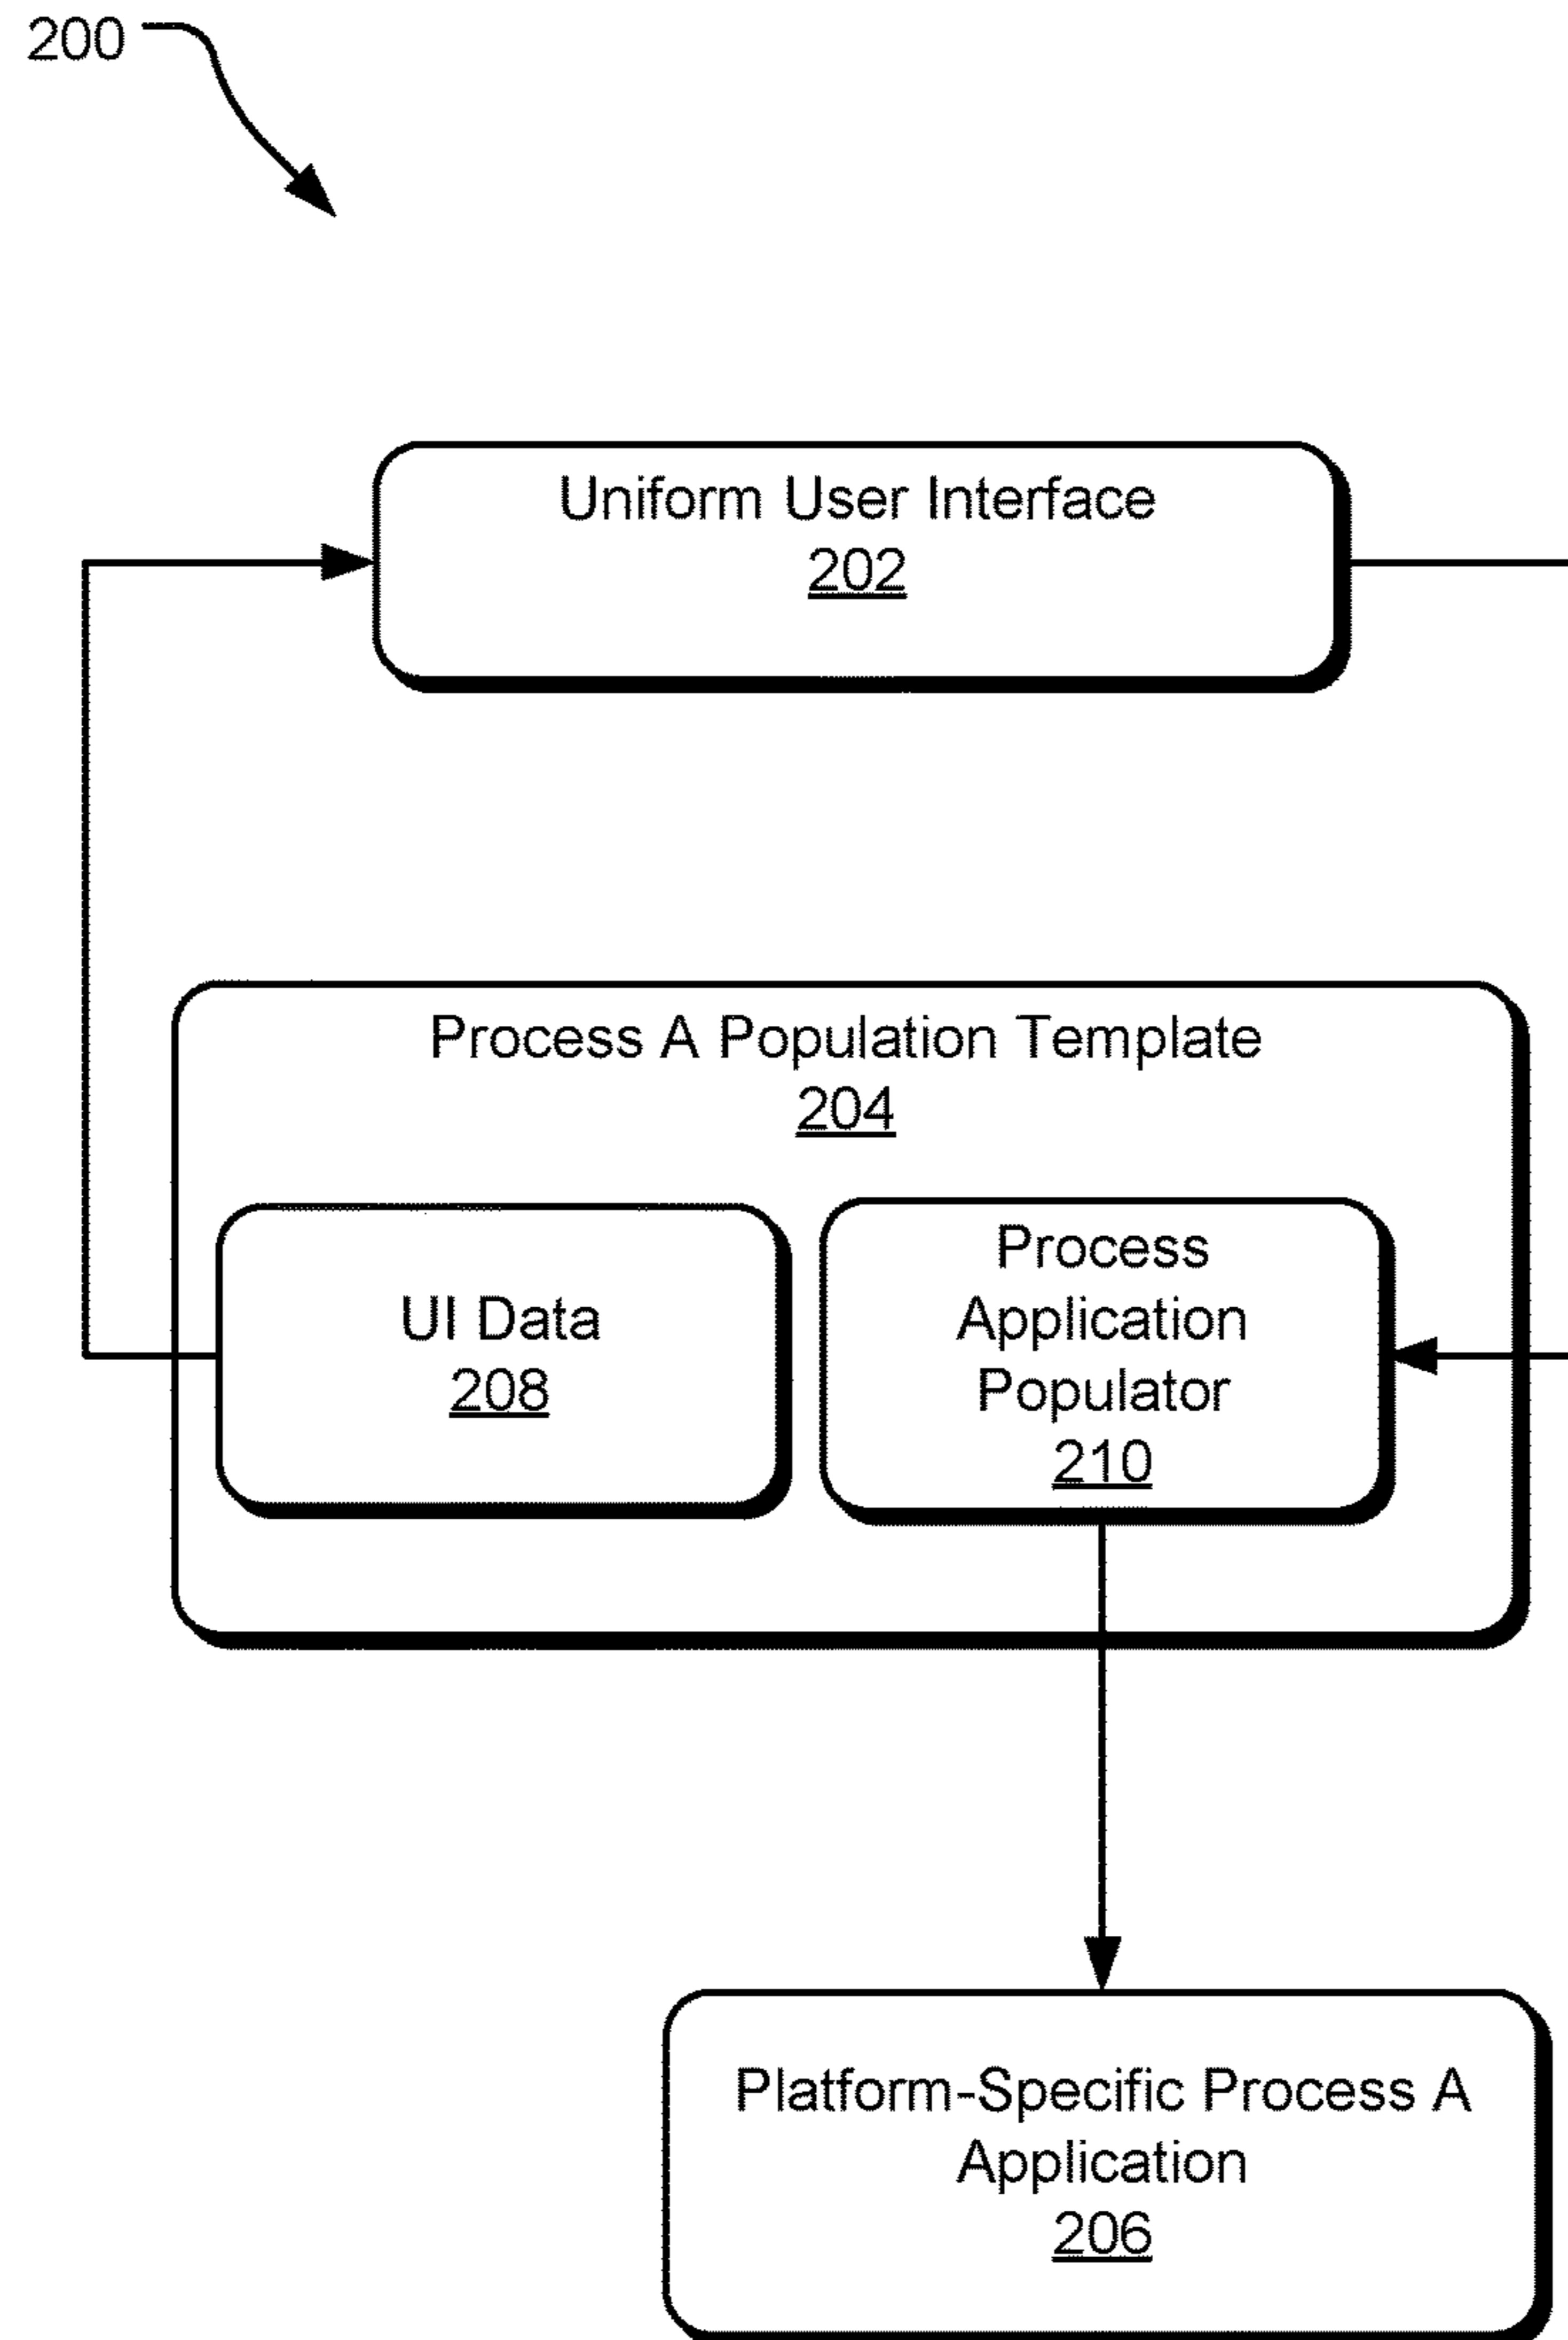 200
Uniform User Interface
202
Process A Population Template
204
UI Data
208
Process
Application
Populator
210
Platform-Specific Process A
Application
206